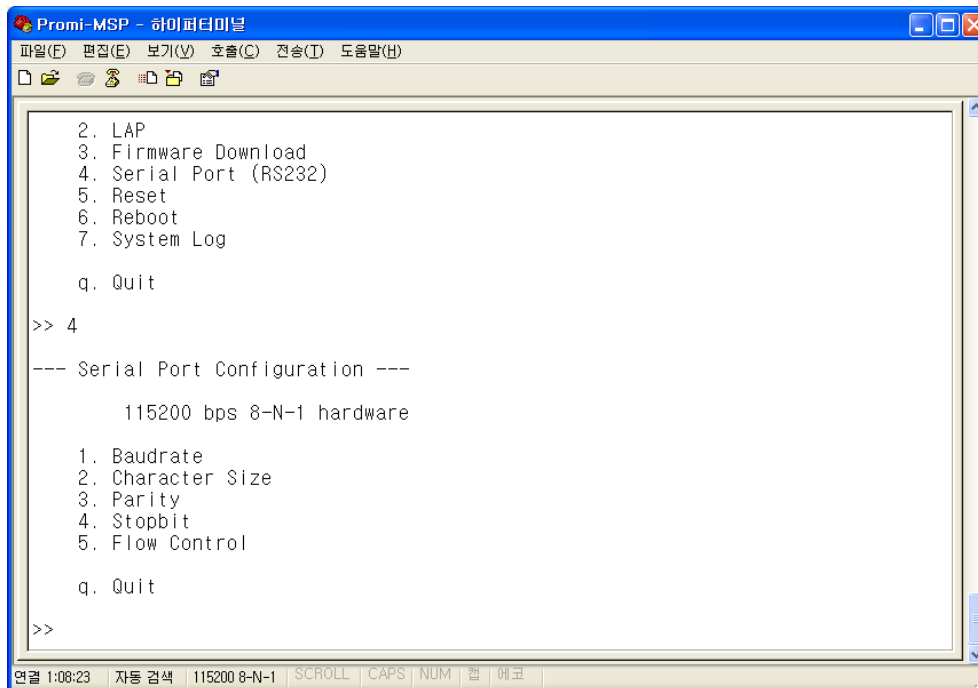 Promi-MSP - 하이퍼터미널
파일(F) 편집(E) 보기(V) 호출(C) 전송(T) 도움말(H)
2. LAP
3. Firmware Download
4. Serial Port (RS232)
5. Reset
6. Reboot
7. System Log
q. Quit
>> 4
--- Serial Port Configuration ---
115200 bps 8-N-1 hardware
1. Baudrate
2. Character Size
3. Parity
4. Stopbit
5. Flow Control
q. Quit
>>
연결 1:08:23 자동 검색 115200 8-N-1 SCROLL CAPS NUM 캡 에코